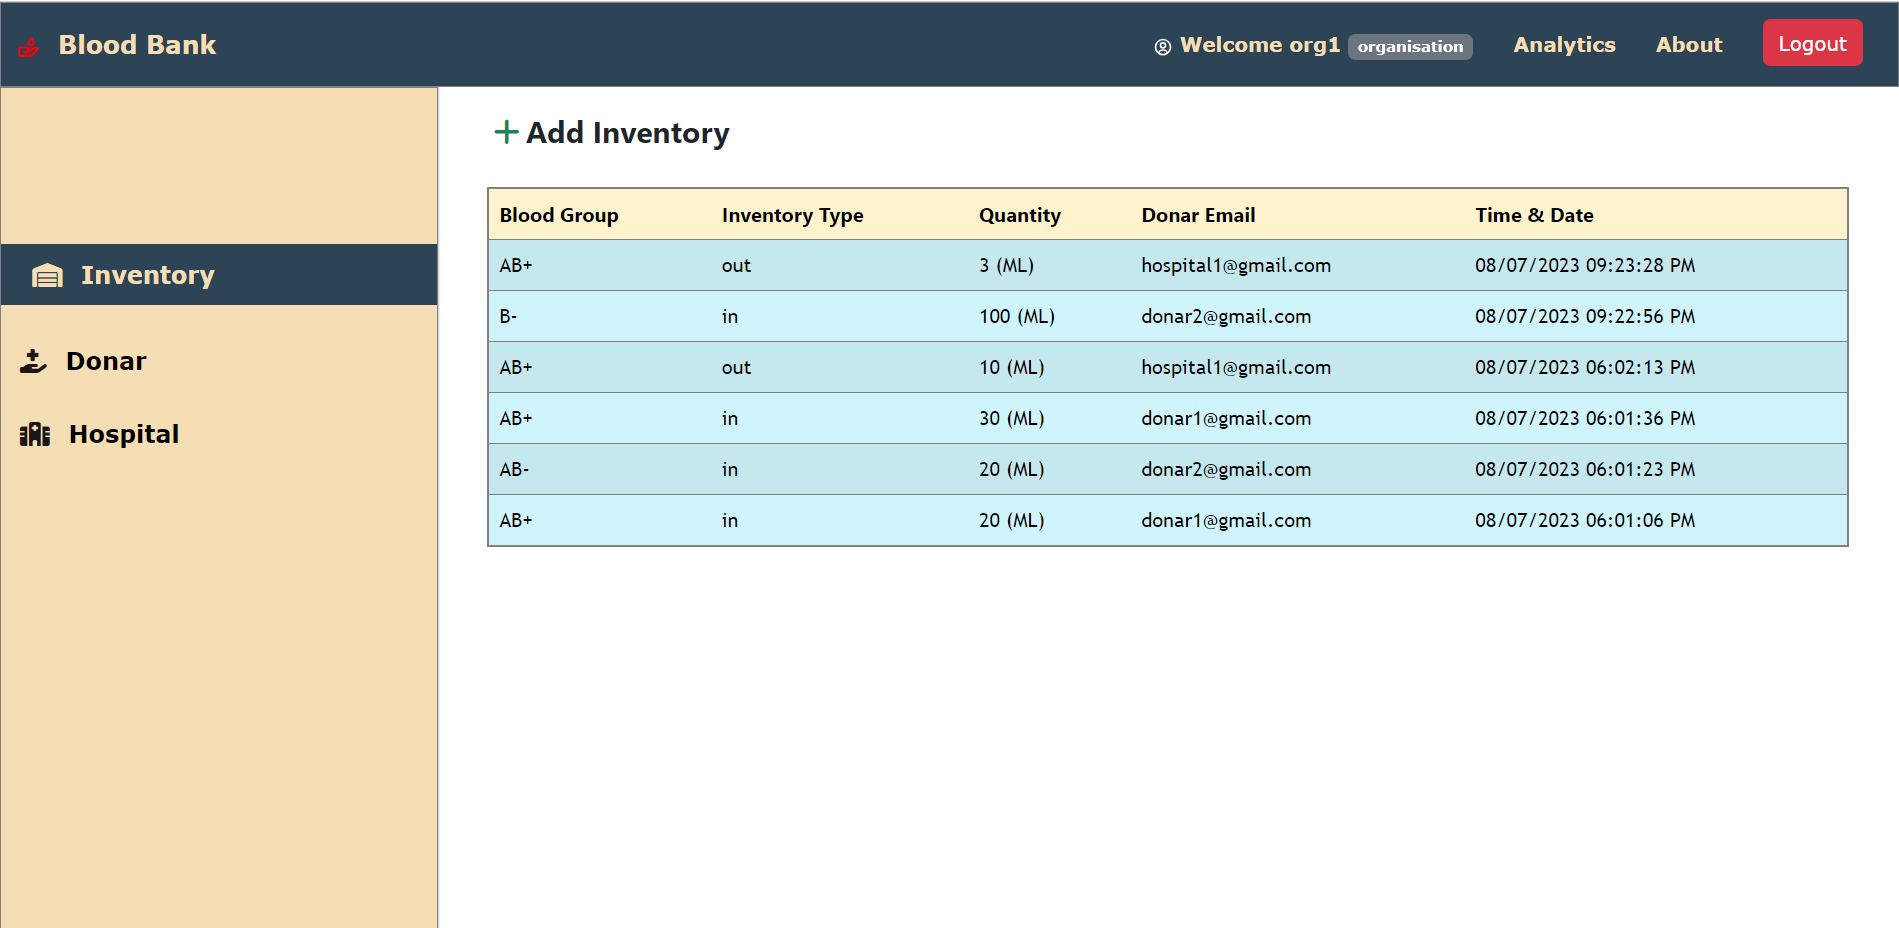 Blood Bank
Welcome org1 organisation Analytics About Logout
Inventory
Donar
Hospital
Add Inventory
Blood Group Inventory Type Quantity Donar Email Time & Date
AB+ out 3 (ML) hospital1@gmail.com 08/07/2023 09:23:28 PM
B- in 100 (ML) donar2@gmail.com 08/07/2023 09:22:56 PM
AB+ out 10 (ML) hospital1@gmail.com 08/07/2023 06:02:13 PM
AB+ in 30 (ML) donar1@gmail.com 08/07/2023 06:01:36 PM
AB- in 20 (ML) donar2@gmail.com 08/07/2023 06:01:23 PM
AB+ in 20 (ML) donar1@gmail.com 08/07/2023 06:01:06 PM